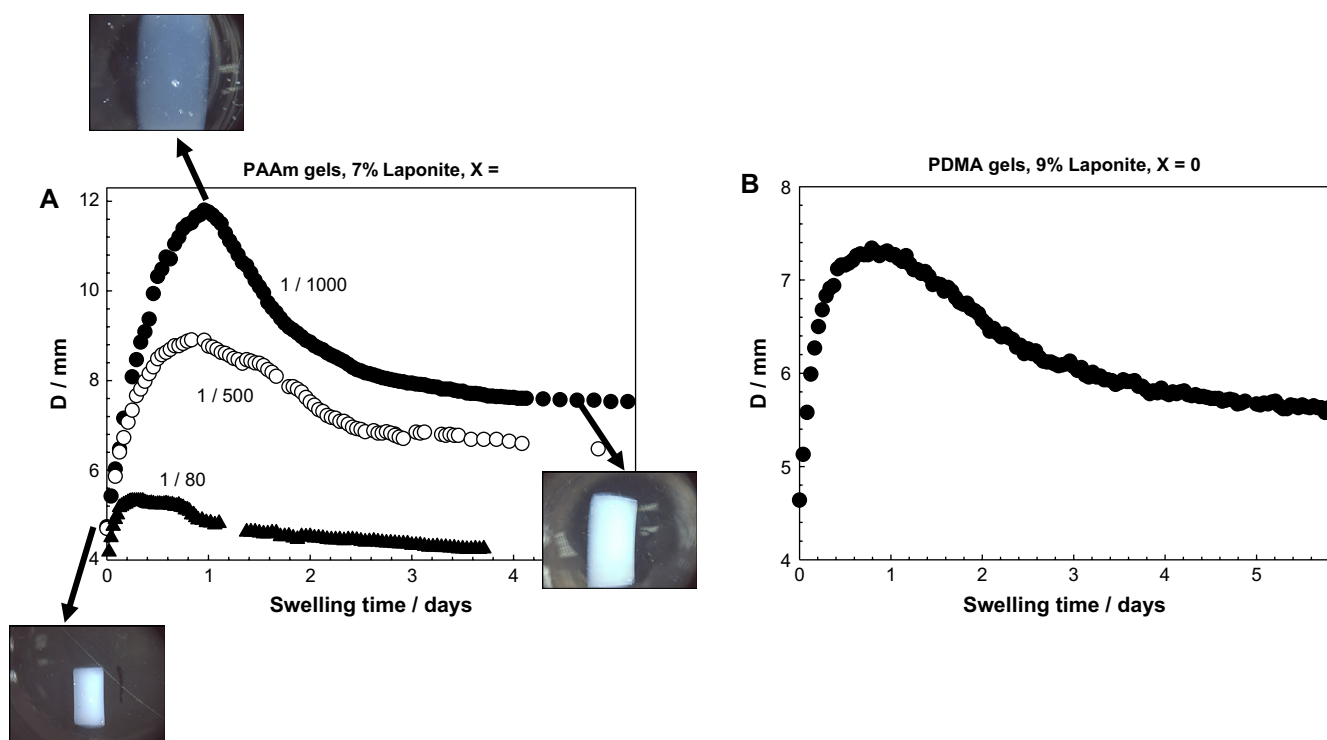 PAAm gels, 7% Laponite, X =
A
12
10
8
6
4
D / mm
1 / 1000
1 / 500
1 / 80
0 1 2 3 4
Swelling time / days
PDMA gels, 9% Laponite, X = 0
B
8
7
6
5
4
D / mm
0 1 2 3 4 5
Swelling time / days